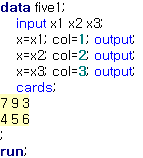 data five1;
input x1 x2 x3;
x=x1; col=1; output;
x=x2; col=2; output;
x=x3; col=3; output;
cards;
7 9 3
4 5 6
;
run;